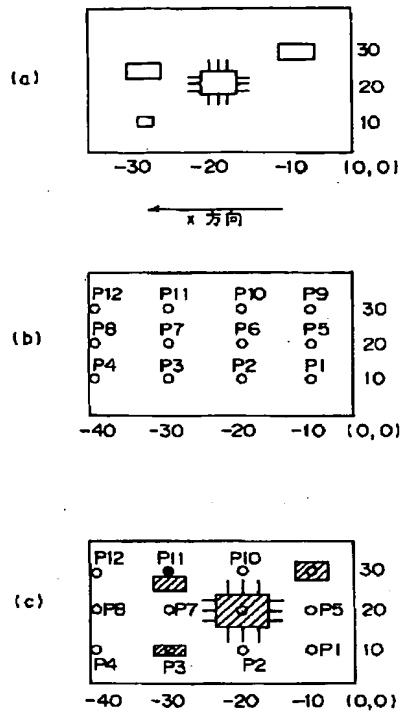 (a)
30
20
10
-30 -20 -10 (0,0)
x 方向
(b)
P12 P11 P10 P9
30
P8 P7 P6 P5
20
P4 P3 P2 P1
10
-40 -30 -20 -10 (0,0)
(c)
P12 P11 P10
30
P8 P7 P5
20
P4 P3 P2 P1
10
-40 -30 -20 -10 (0,0)